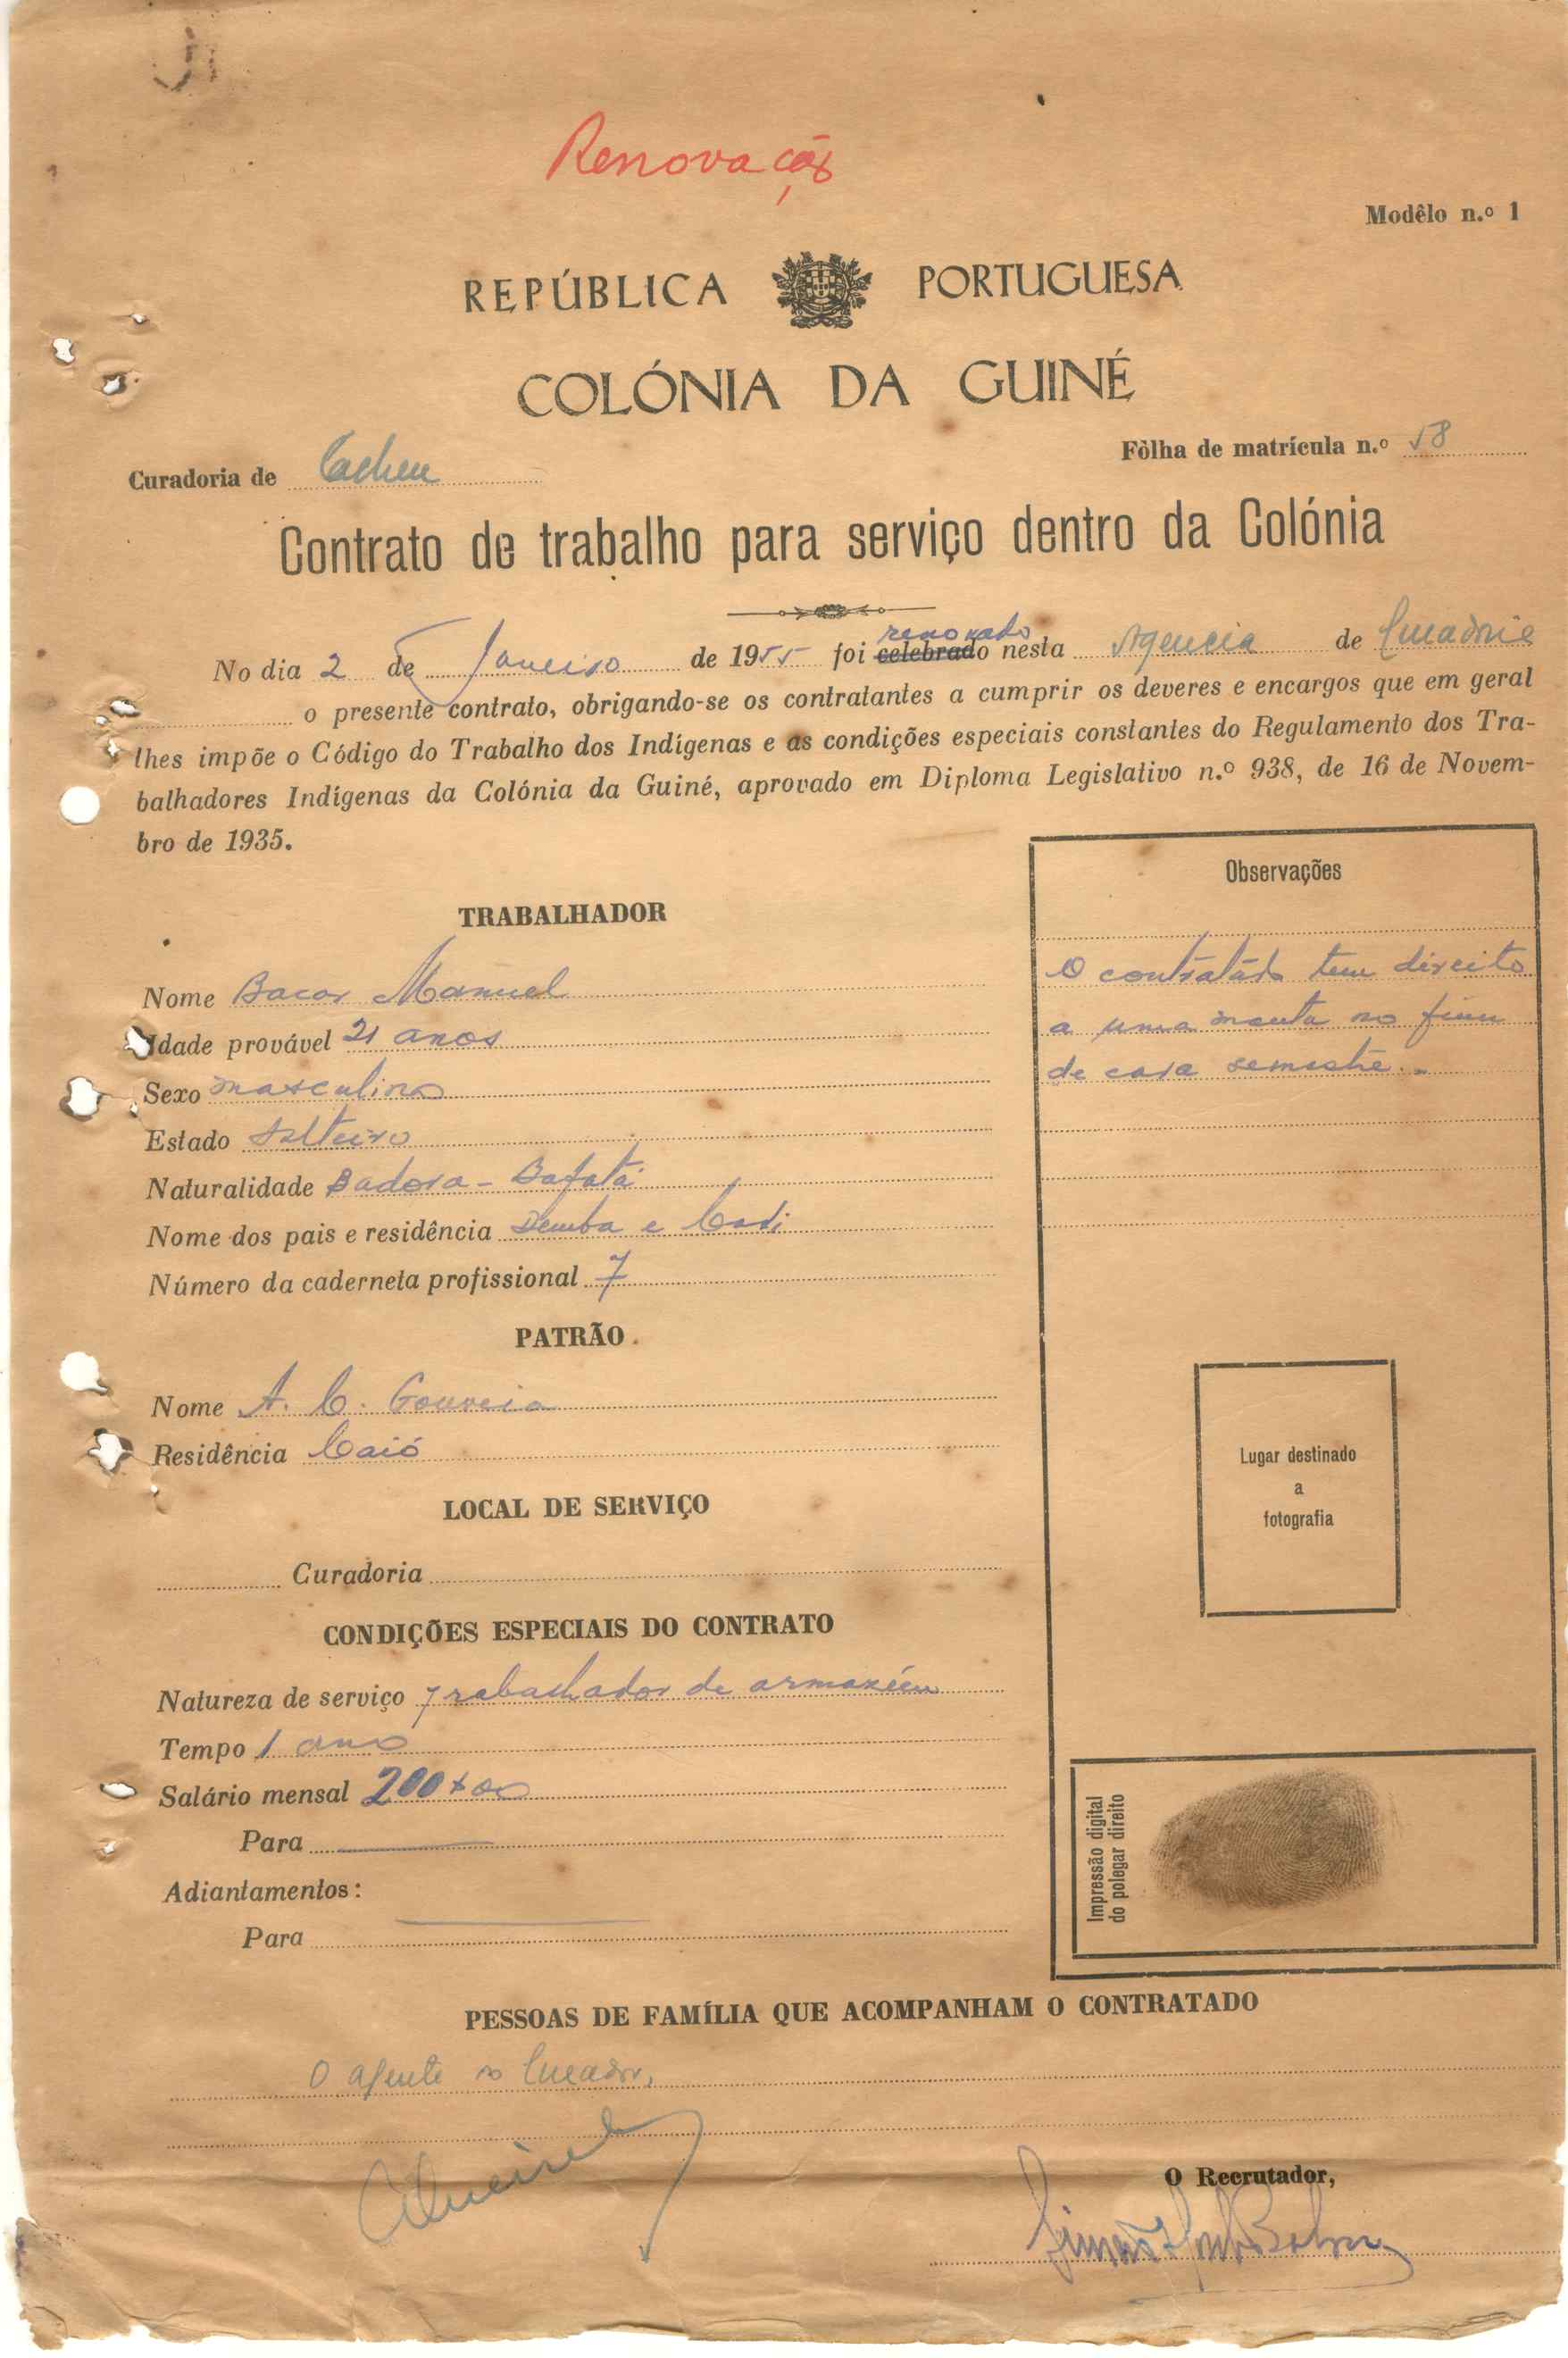 Renovação
Modêlo n.º 1
REPÚBLICA PORTUGUESA
COLÓNIA DA GUINÉ
Fôlha de matrícula n.º 58
Curadoria de Cacheu
Contrato de trabalho para serviço dentro da Colónia
renovado
No dia 2 de Janeiro de 1955 foi celebrado nesta Agencia de Curadoria
o presente contrato, obrigando-se os contratantes a cumprir os deveres e encargos que em geral
lhes impõe o Código do Trabalho dos Indígenas e as condições especiais constantes do Regulamento dos Tra-
balhadores Indígenas da Colónia da Guiné, aprovado em Diploma Legislativo n.º 938, de 16 de Novem-
bro de 1935.
Observações
O contratado tem direito
a uma manta no fim
de cada semestre.
TRABALHADOR
Nome Bacar Manuel
Idade provável 21 anos
Sexo masculino
Estado Solteiro
Naturalidade Badora - Bafatá
Nome dos pais e residência Demba e Cadi
Número da caderneta profissional 7
PATRÃO
Nome A. C. Gouveia
Residência Caió
LOCAL DE SERVIÇO
Curadoria
Lugar destinado
a
fotografia
CONDIÇÕES ESPECIAIS DO CONTRATO
Natureza de serviço Trabalhador de armazém
Tempo 1 ano
Salário mensal 200$00
Para
Adiantamentos:
Para
Impressão digital
do polegar direito
PESSOAS DE FAMÍLIA QUE ACOMPANHAM O CONTRATADO
O agente do Curador,
O Recrutador,